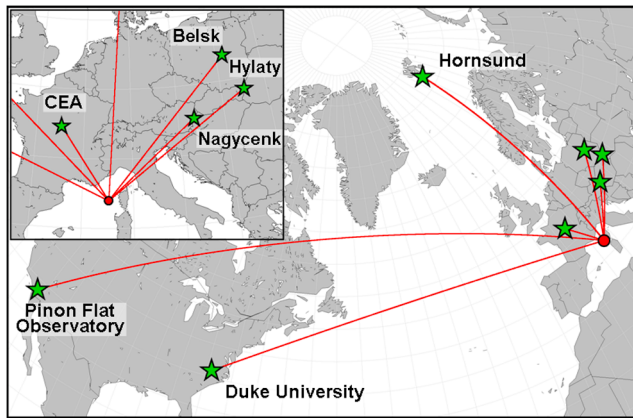 Belsk
Hornsund
Hylaty
CEA
Nagycenk
Pinon Flat
Observatory
Duke University